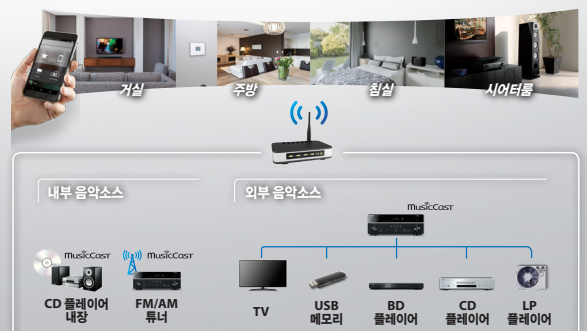 거실
주방
침실
시어터룸
내부 음악소스
외부 음악소스
MusicCast
MusicCast
MusicCast
CD 플레이어
내장
FM/AM
튜너
TV
USB
메모리
BD
플레이어
CD
플레이어
LP
플레이어